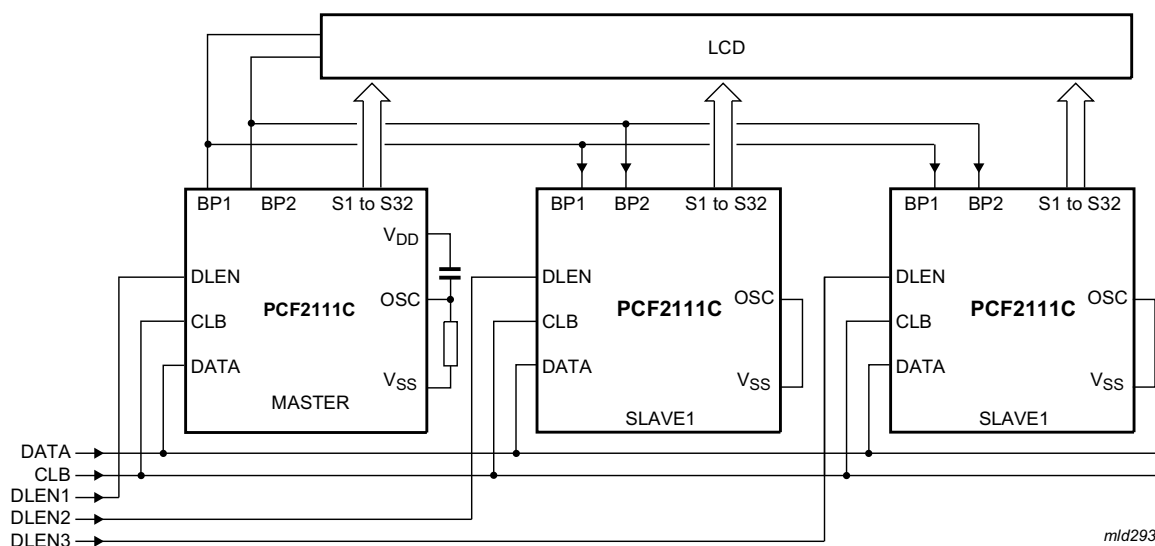 LCD
BP1 BP2 S1 to S32
BP1 BP2 S1 to S32
BP1 BP2 S1 to S32
VDD
DLEN
OSC
PCF2111C
CLB
DATA
VSS
MASTER
DLEN
OSC
PCF2111C
CLB
DATA
VSS
SLAVE1
DLEN
OSC
PCF2111C
CLB
DATA
VSS
SLAVE1
DATA
CLB
DLEN1
DLEN2
DLEN3
mld293